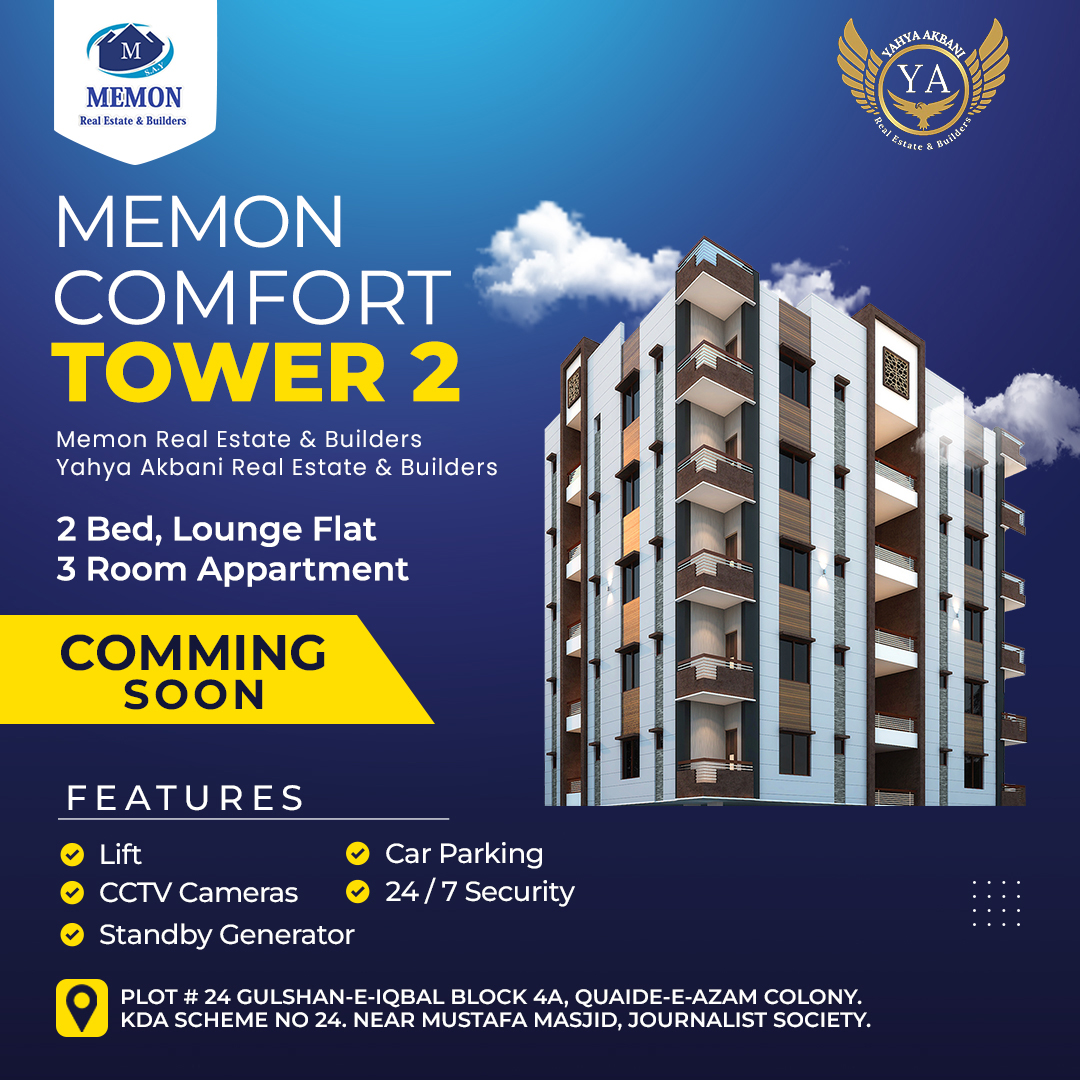 M
S.A.Y
MEMON
Real Estate & Builders
YAHYA AKBANI
YA
Real Estate & Builders
MEMON
COMFORT
TOWER 2
Memon Real Estate & Builders
Yahya Akbani Real Estate & Builders
2 Bed, Lounge Flat
3 Room Appartment
COMMING
SOON
FEATURES
Lift
Car Parking
CCTV Cameras
24 / 7 Security
Standby Generator
PLOT # 24 GULSHAN-E-IQBAL BLOCK 4A, QUAIDE-E-AZAM COLONY.
KDA SCHEME NO 24. NEAR MUSTAFA MASJID, JOURNALIST SOCIETY.